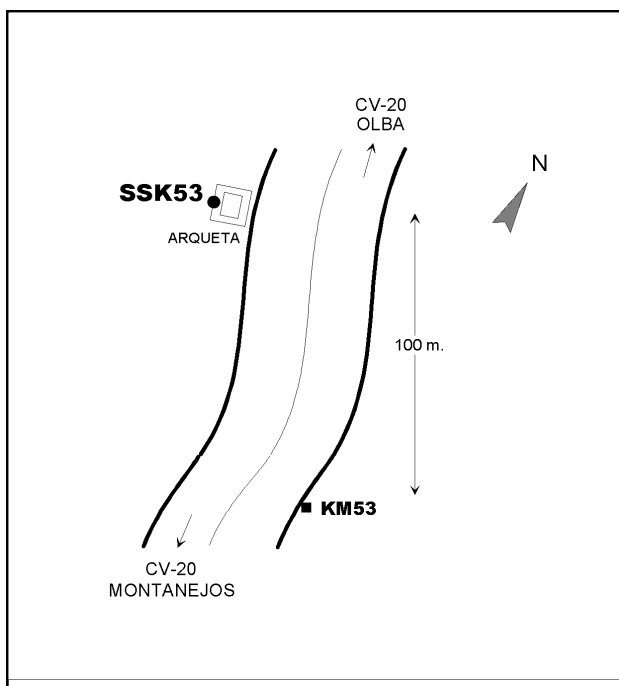 CV-20
OLBA
N
SSK53
ARQUETA
100 m.
KM53
CV-20
MONTANEJOS